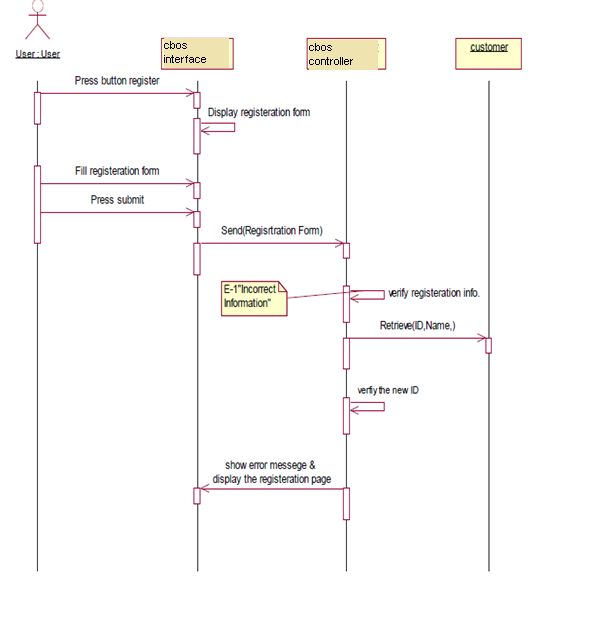 User : User
cbos
interface
cbos
controller
customer
Press button register
Display registeration form
Fill registeration form
Press submit
Send(Regisrtration Form)
E-1"Incorrect
Information"
verify registeration info.
Retrieve(ID,Name,)
verfiy the new ID
show error messege &
display the registeration page